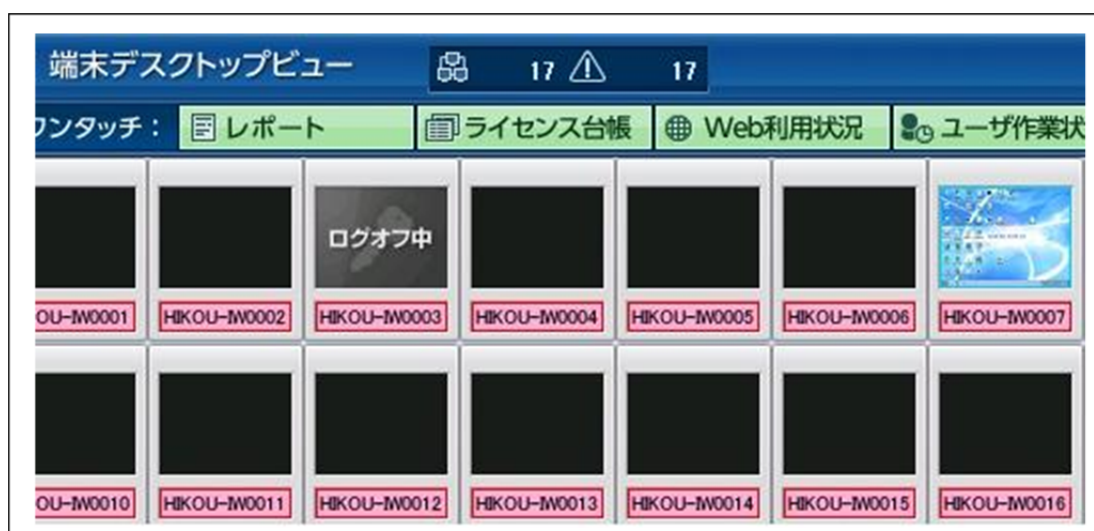 端末デスクトップビュー 17 17
ワンタッチ： レポート ライセンス台帳 Web利用状況 ユーザ作業状
ログオフ中
OU-IW0001 HIKOU-IW0002 HIKOU-IW0003 HIKOU-IW0004 HIKOU-IW0005 HIKOU-IW0006 HIKOU-IW0007
OU-IW0010 HIKOU-IW0011 HIKOU-IW0012 HIKOU-IW0013 HIKOU-IW0014 HIKOU-IW0015 HIKOU-IW0016